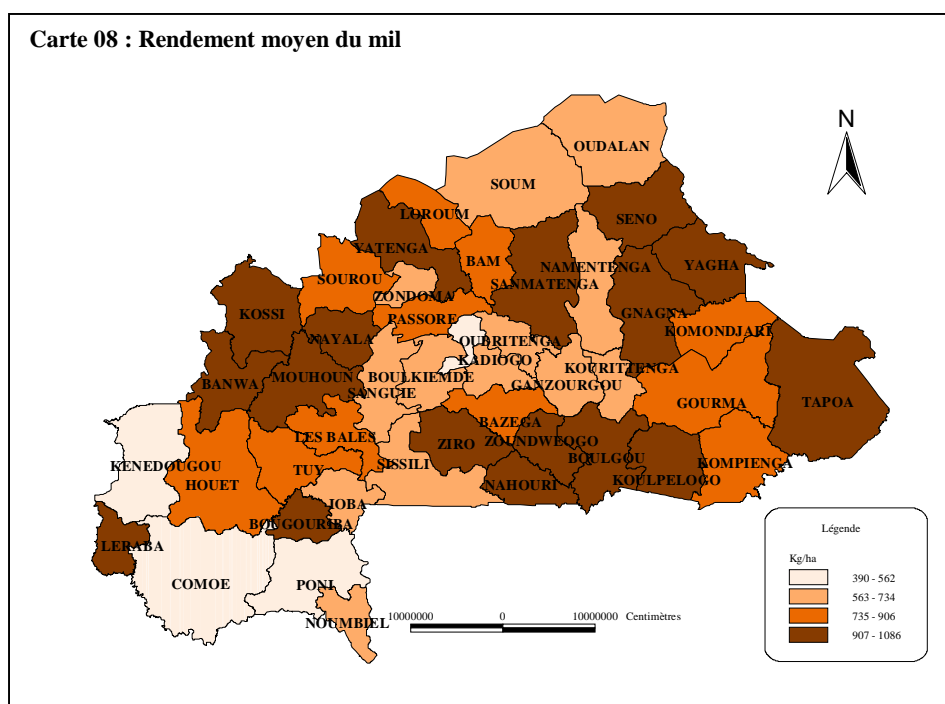 Carte 08 : Rendement moyen du mil
N
OUDALAN
SOUM
LOROUM
SENO
YATENGA
BAM
NAMENTENGA
YAGHA
SOUROU
SANMATENGA
ZONDOMA
KOSSI
PASSORE
GNAGNA
KOMONDJARI
NAYALA
OUBRITENGA
KADIOGO
KOURITTENGA
BANWA
MOUHOUN
BOULKIEMDE
GANZOURGOU
SANGUIE
GOURMA
TAPOA
BAZEGA
LES BALES
ZIRO
ZOUNDWEOGO
BOULGOU
KENEDOUGOU
TUY
SISSILI
KOMPIENGA
HOUET
NAHOURI
KOULPELOGO
IOBA
BOUGOURIBA
LERABA
COMOE
PONI
NOUMBIEL
10000000 0 10000000 Centimètres
Légende
Kg/ha
390 - 562
563 - 734
735 - 906
907 - 1086